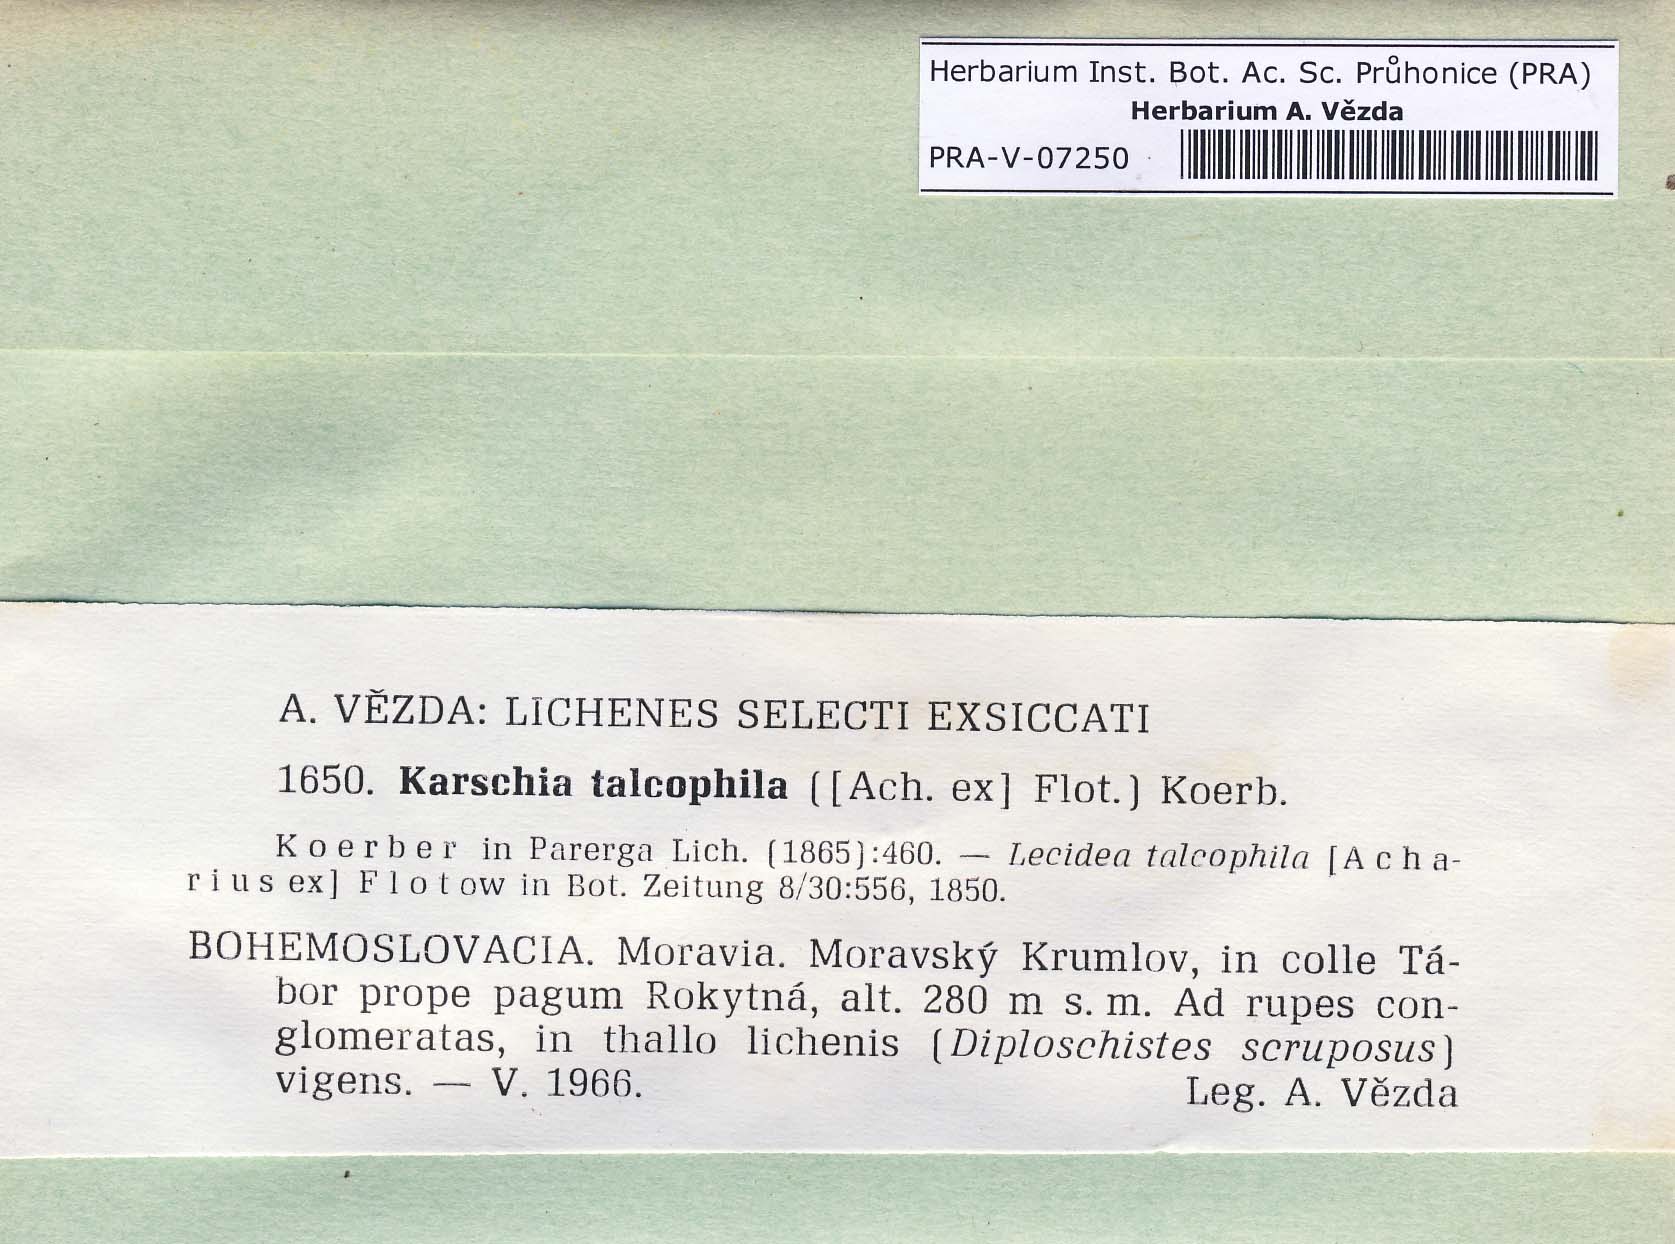 Herbarium Inst. Bot. Ac. Sc. Průhonice (PRA)
Herbarium A. Vězda
PRA-V-07250
A. VĚZDA: LICHENES SELECTI EXSICCATI
1650. Karschia talcophila ([Ach. ex] Flot.) Koerb.
Koerber in Parerga Lich. (1865):460. — Lecidea talcophila [Acha-
rius ex] Flotow in Bot. Zeitung 8/30:556, 1850.
BOHEMOSLOVACIA. Moravia. Moravský Krumlov, in colle Tá-
bor prope pagum Rokytná, alt. 280 m s. m. Ad rupes con-
glomeratas, in thallo lichenis (Diploschistes scruposus)
vigens. — V. 1966. Leg. A. Vězda